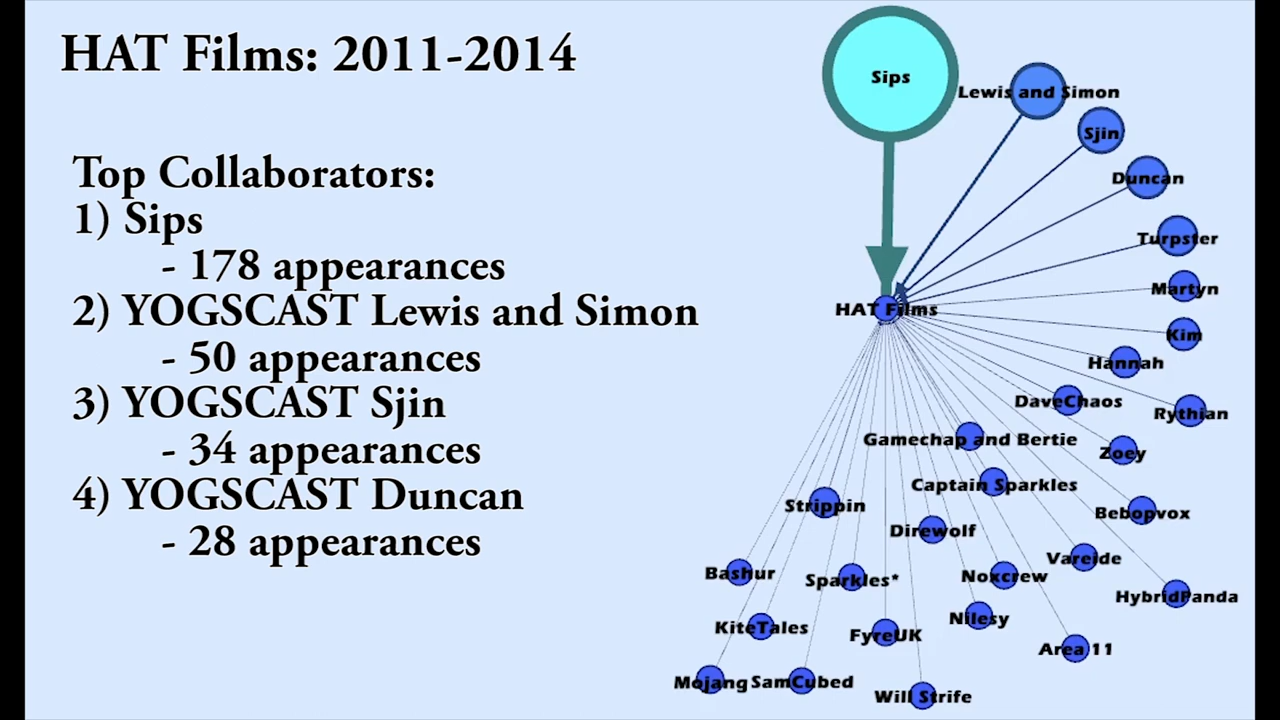 HAT Films: 2011-2014
Top Collaborators:
1) Sips
- 178 appearances
2) YOGSCAST Lewis and Simon
- 50 appearances
3) YOGSCAST Sjin
- 34 appearances
4) YOGSCAST Duncan
- 28 appearances
Sips
Lewis and Simon
Sjin
Duncan
Turpster
Martyn
HAT Films
Kim
Hannah
DaveChaos
Rythian
Gamechap and Bertie
Zoey
Captain Sparkles
Strippin
Bebopvox
Direwolf
Vareide
Bashur
Sparkles*
Noxcrew
HybridPanda
Nilesy
KiteTales
FyreUK
Area 11
Mojang
SamCubed
Will Strife